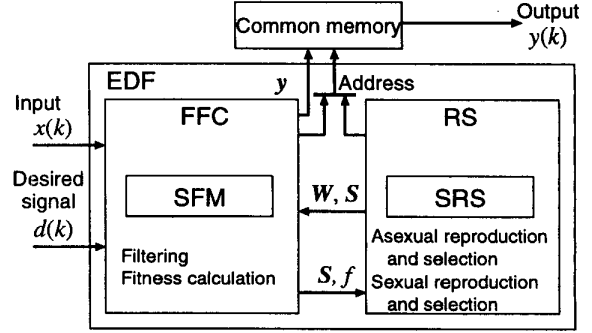 Common memory
Output
y(k)
EDF
y
Address
Input
x(k)
FFC
RS
Desired
signal
d(k)
SFM
W, S
SRS
Filtering
Fitness calculation
S, f
Asexual reproduction
and selection
Sexual reproduction
and selection